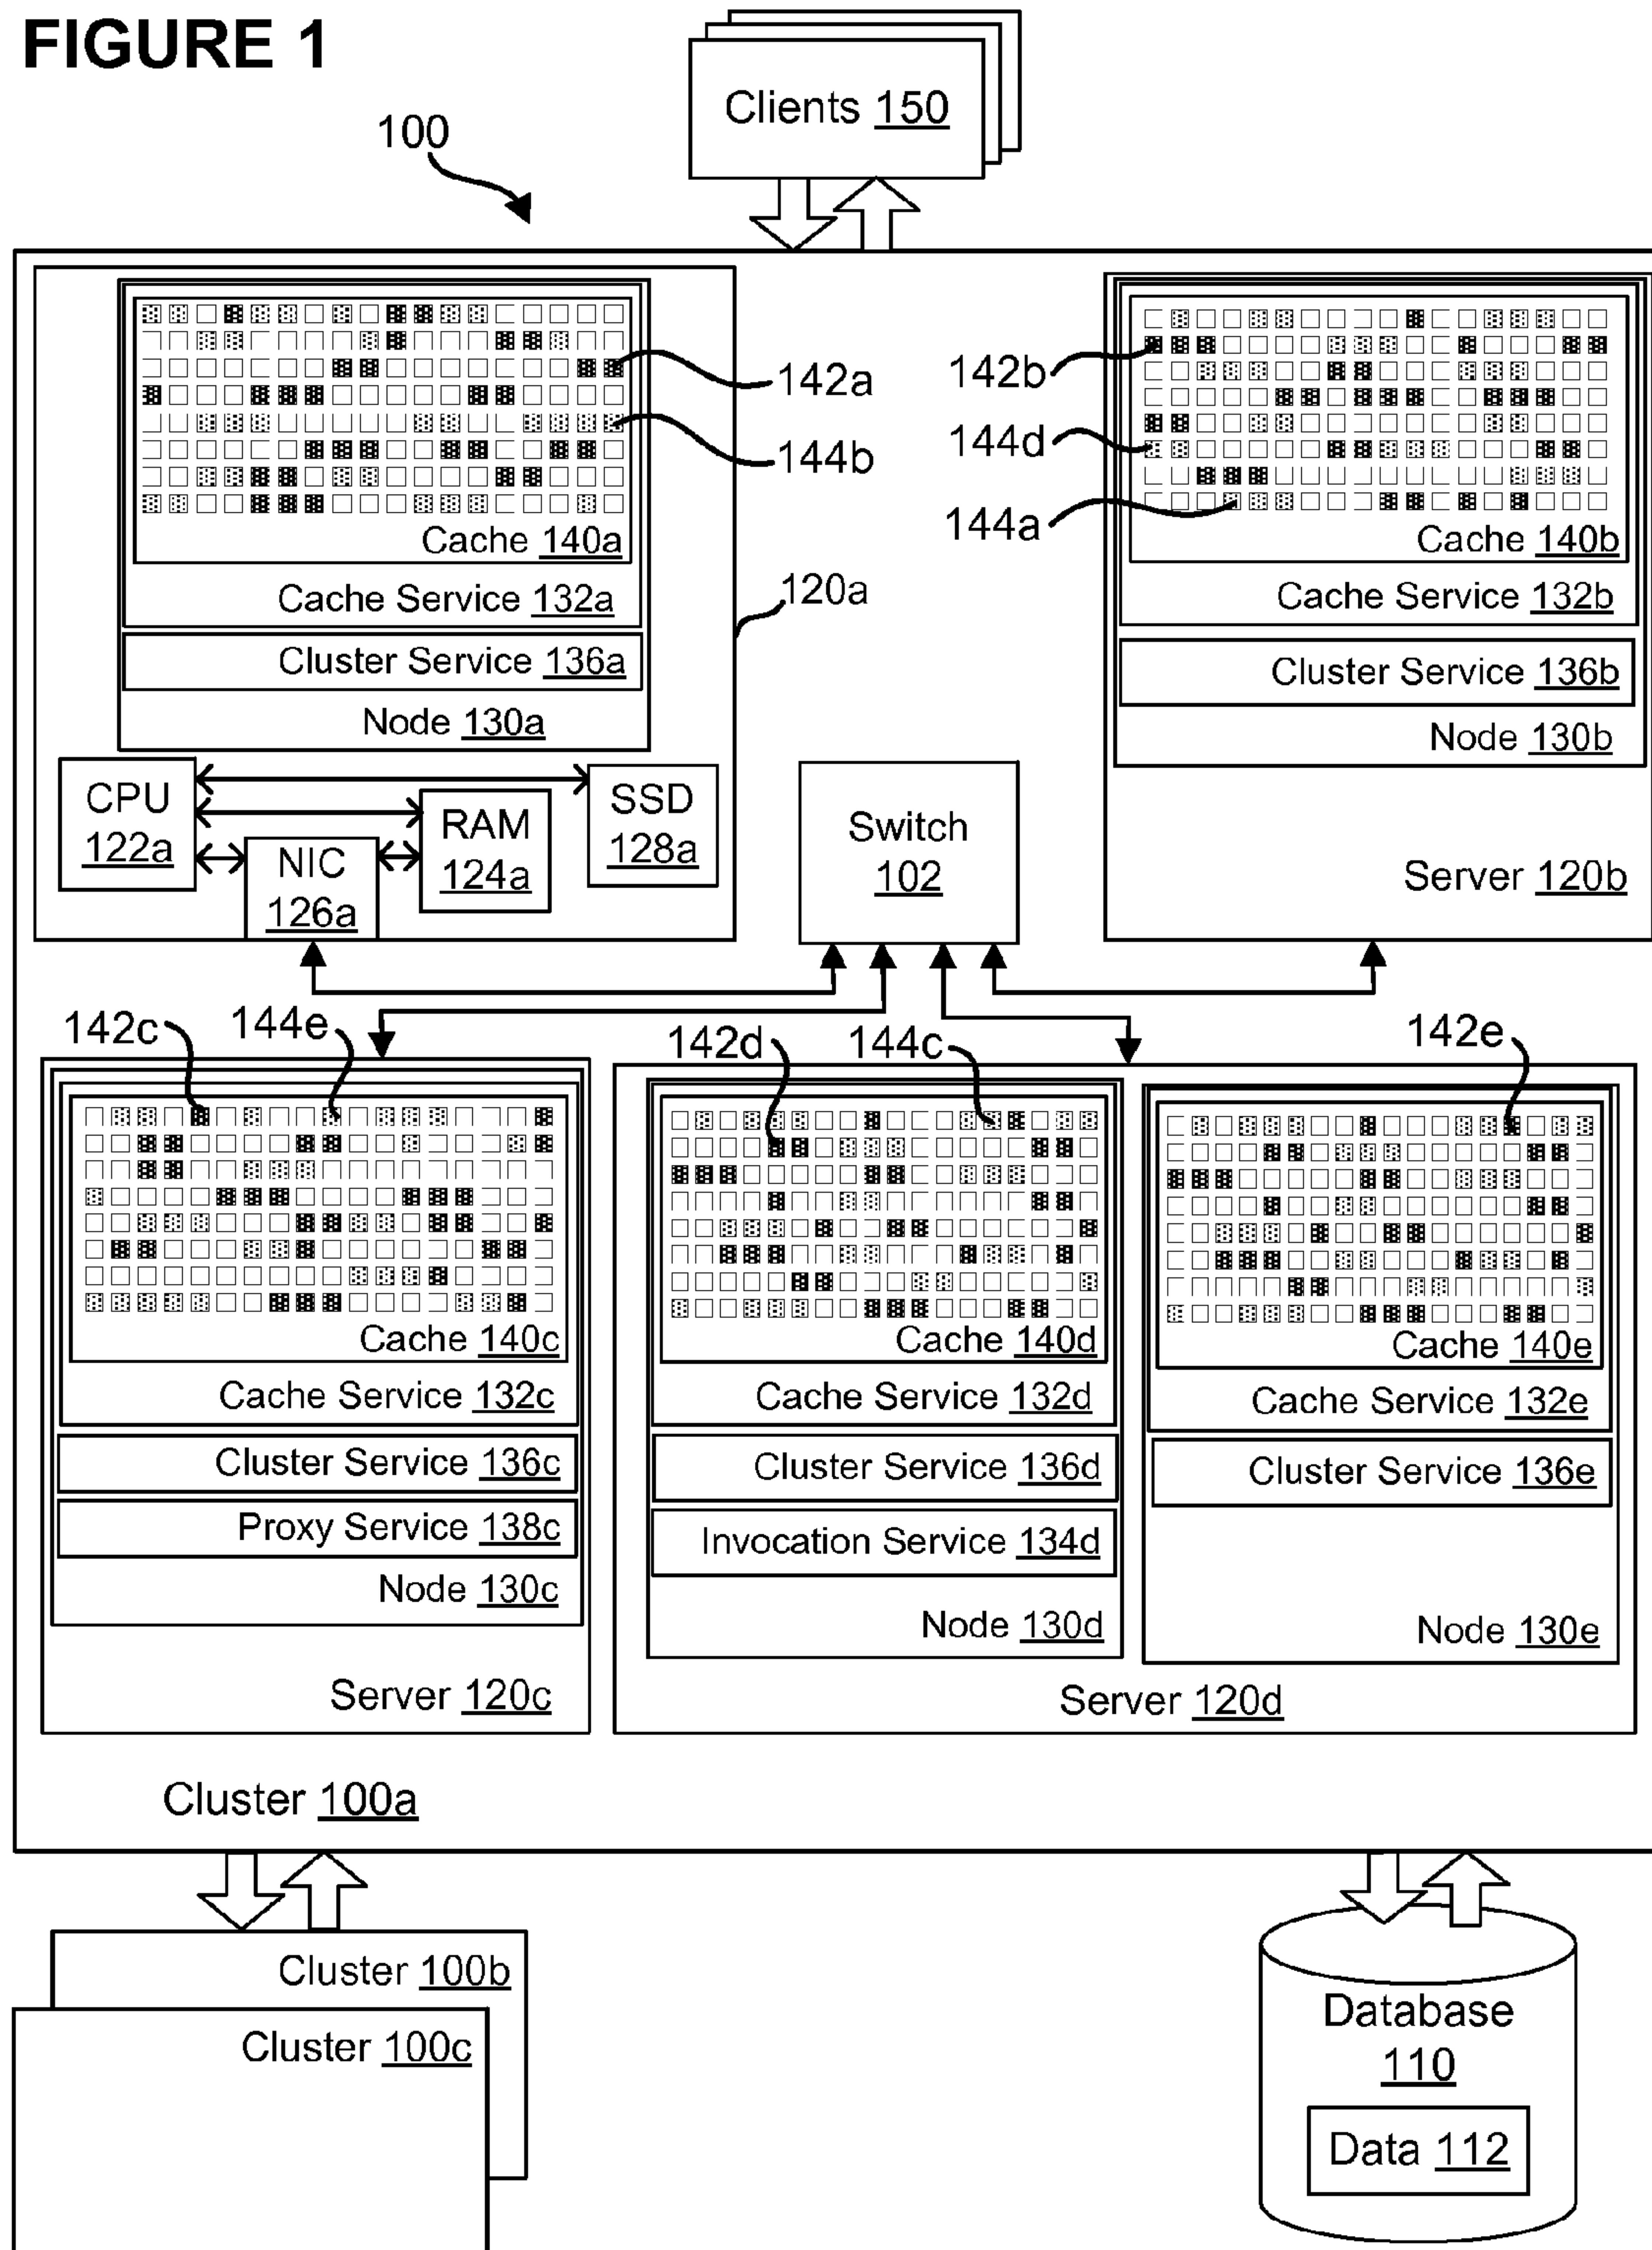 FIGURE 1
Clients 150
100
142a
144b
Cache 140a
Cache Service 132a
Cluster Service 136a
Node 130a
120a
CPU
122a
NIC
126a
RAM
124a
SSD
128a
Switch
102
142b
144d
144a
Cache 140b
Cache Service 132b
Cluster Service 136b
Node 130b
Server 120b
142c
144e
Cache 140c
Cache Service 132c
Cluster Service 136c
Proxy Service 138c
Node 130c
Server 120c
142d
144c
142e
Cache 140d
Cache Service 132d
Cluster Service 136d
Invocation Service 134d
Node 130d
Cache 140e
Cache Service 132e
Cluster Service 136e
Node 130e
Server 120d
Cluster 100a
Cluster 100b
Cluster 100c
Database
110
Data 112